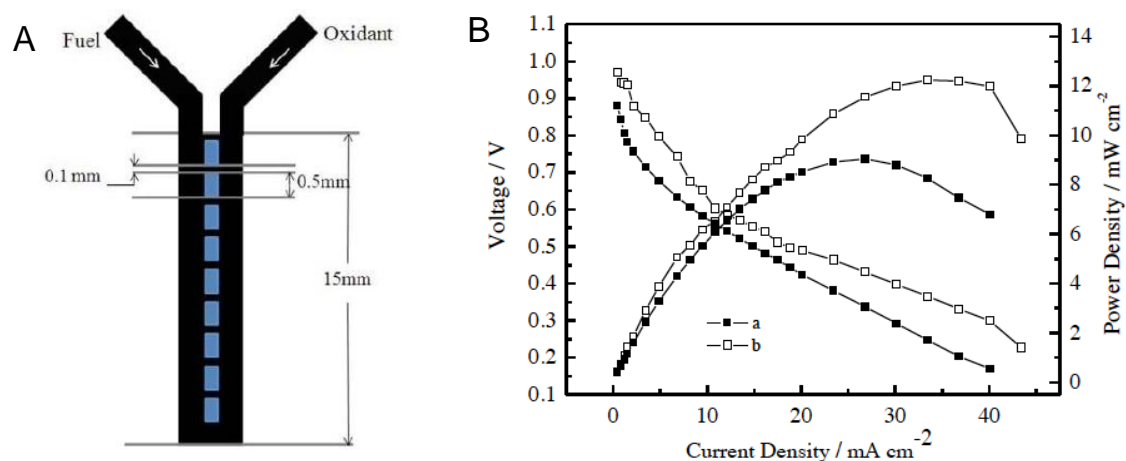 A
Fuel
Oxidant
0.1 mm
0.5mm
15mm
B
Voltage / V
1.1
1.0
0.9
0.8
0.7
0.6
0.5
0.4
0.3
0.2
0.1
a
b
0 10 20 30 40
Current Density / mA cm⁻²
14
12
10
8
6
4
2
0
Power Density / mW cm⁻²